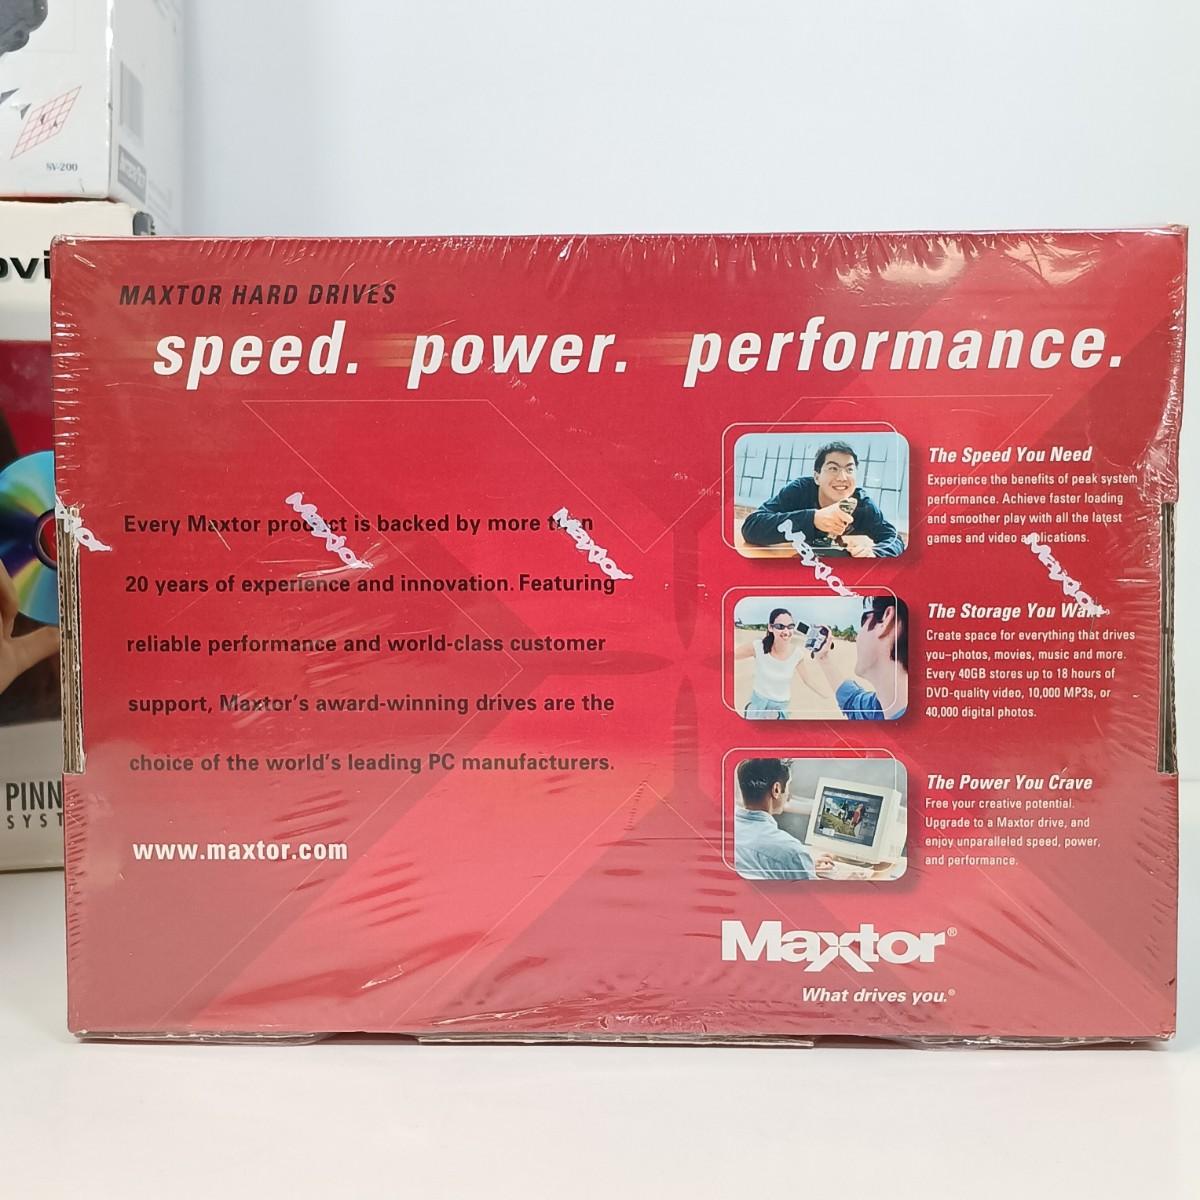 SV-200
ovi
PINN
SYST
MAXTOR HARD DRIVES
speed. power. performance.
Every Maxtor product is backed by more than
20 years of experience and innovation. Featuring
reliable performance and world-class customer
support, Maxtor's award-winning drives are the
choice of the world's leading PC manufacturers.
www.maxtor.com
The Speed You Need
Experience the benefits of peak system
performance. Achieve faster loading
and smoother play with all the latest
games and video applications.
The Storage You Want
Create space for everything that drives
you–photos, movies, music and more.
Every 40GB stores up to 18 hours of
DVD-quality video, 10,000 MP3s, or
40,000 digital photos.
The Power You Crave
Free your creative potential.
Upgrade to a Maxtor drive, and
enjoy unparalleled speed, power,
and performance.
Maxtor®
What drives you.®
Maxtor
Maxtor
Maxtor
Maxtor